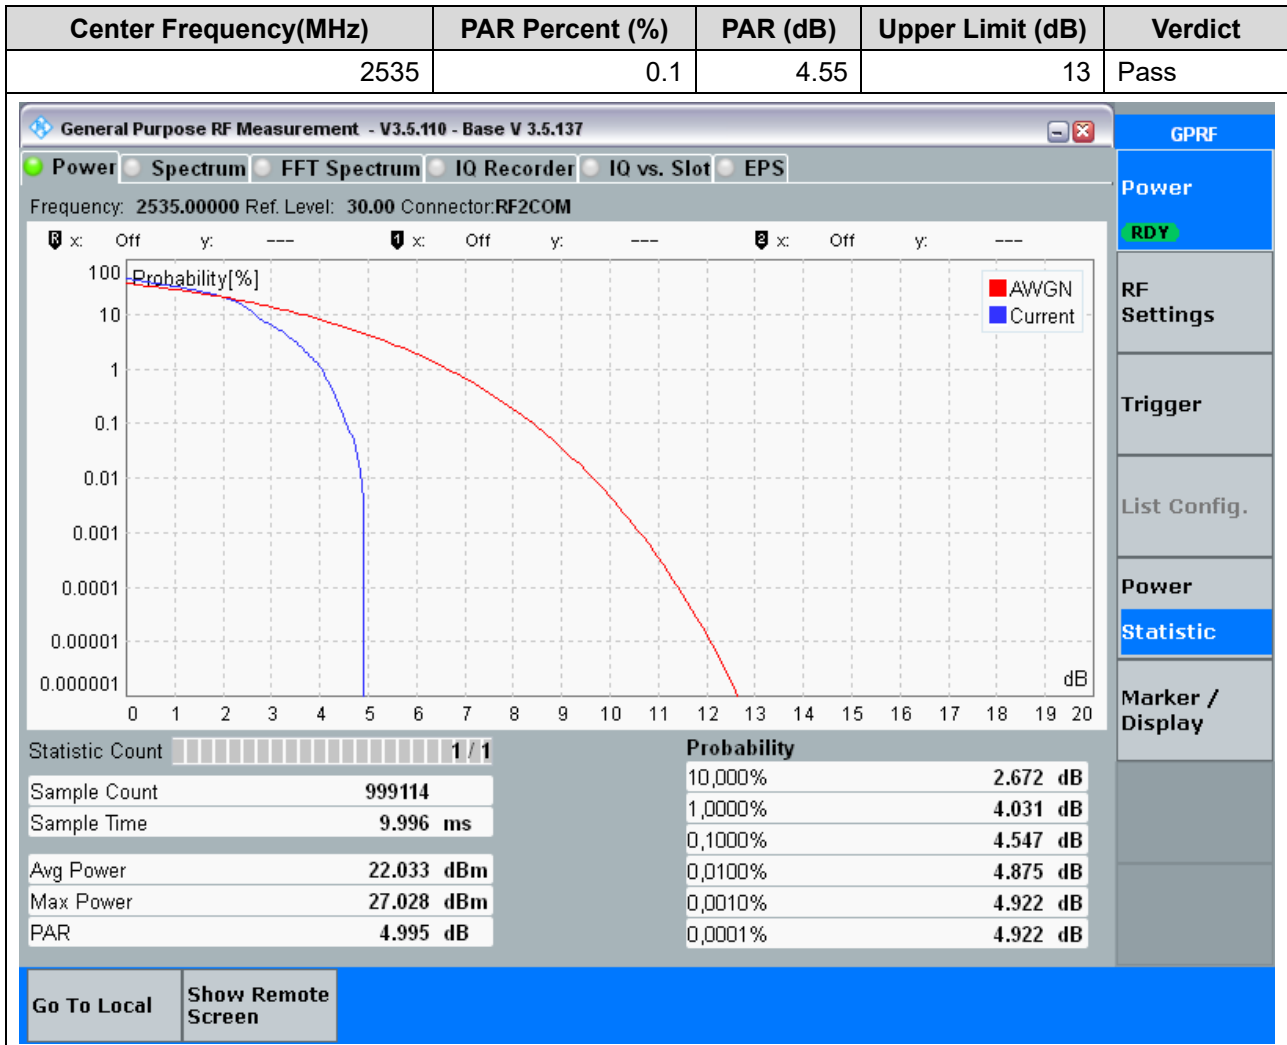 Center Frequency(MHz) PAR Percent (%) PAR (dB) Upper Limit (dB) Verdict
2535 0.1 4.55 13 Pass
General Purpose RF Measurement - V3.5.110 - Base V 3.5.137
GPRF
Power Spectrum FFT Spectrum IQ Recorder IQ vs. Slot EPS
Frequency: 2535.00000 Ref. Level: 30.00 Connector:RF2COM
R x: Off y: --- 1 x: Off y: --- 2 x: Off y: ---
Probability[%]
AWGN
Current
100
10
1
0.1
0.01
0.001
0.0001
0.00001
0.000001
dB
0 1 2 3 4 5 6 7 8 9 10 11 12 13 14 15 16 17 18 19 20
Statistic Count 1 / 1
Sample Count 999114
Sample Time 9.996 ms
Avg Power 22.033 dBm
Max Power 27.028 dBm
PAR 4.995 dB
Probability
10,000% 2.672 dB
1,0000% 4.031 dB
0,1000% 4.547 dB
0,0100% 4.875 dB
0,0010% 4.922 dB
0,0001% 4.922 dB
Power
RDY
RF
Settings
Trigger
List Config.
Power
Statistic
Marker /
Display
Go To Local
Show Remote
Screen